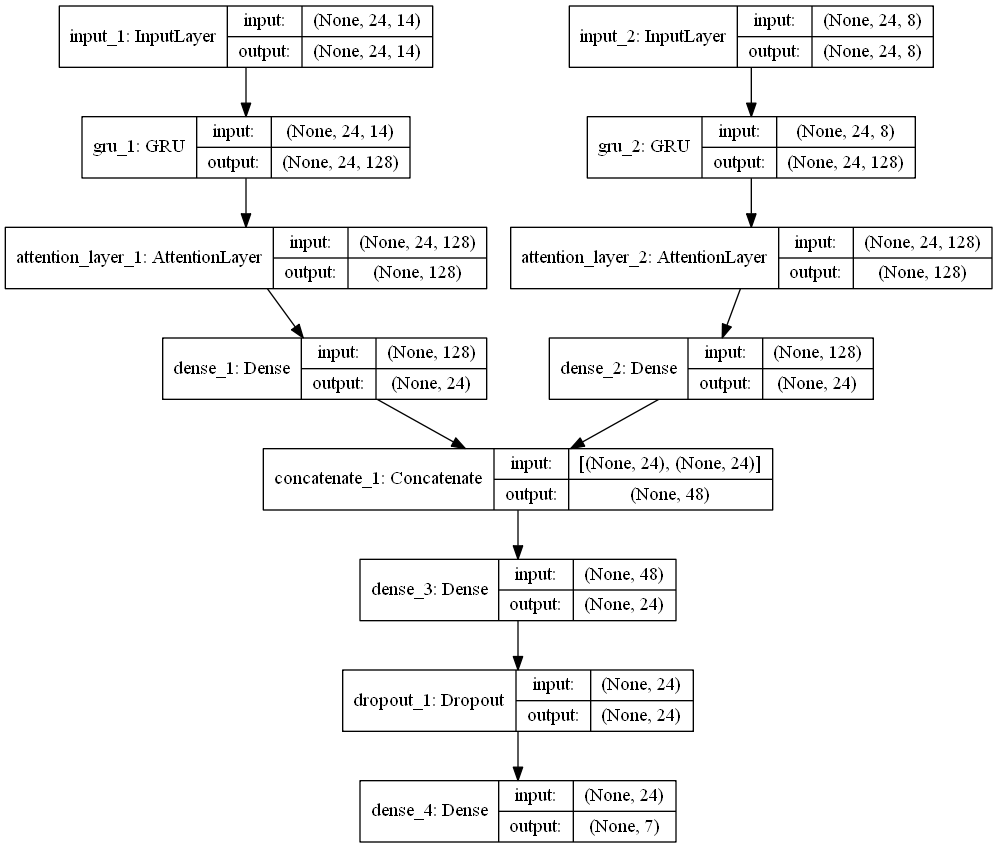 input_1: InputLayer input: (None, 24, 14)
output: (None, 24, 14)
input_2: InputLayer input: (None, 24, 8)
output: (None, 24, 8)
gru_1: GRU input: (None, 24, 14)
output: (None, 24, 128)
gru_2: GRU input: (None, 24, 8)
output: (None, 24, 128)
attention_layer_1: AttentionLayer input: (None, 24, 128)
output: (None, 128)
attention_layer_2: AttentionLayer input: (None, 24, 128)
output: (None, 128)
dense_1: Dense input: (None, 128)
output: (None, 24)
dense_2: Dense input: (None, 128)
output: (None, 24)
concatenate_1: Concatenate input: [(None, 24), (None, 24)]
output: (None, 48)
dense_3: Dense input: (None, 48)
output: (None, 24)
dropout_1: Dropout input: (None, 24)
output: (None, 24)
dense_4: Dense input: (None, 24)
output: (None, 7)